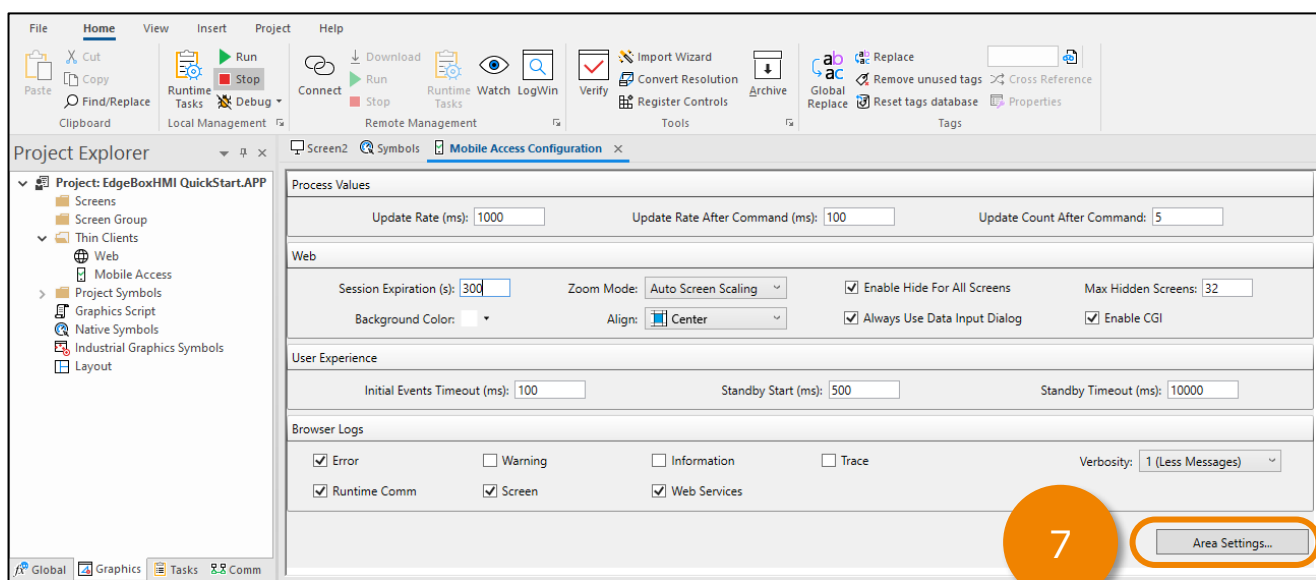 File Home View Insert Project Help
Paste
Cut
Copy
Find/Replace
Clipboard
Runtime
Tasks
Run
Stop
Debug
Local Management
Connect
Download
Run
Stop
Runtime
Tasks
Watch
LogWin
Remote Management
Verify
Import Wizard
Convert Resolution
Register Controls
Archive
Tools
ab
ac
Global
Replace
Replace
Remove unused tags
Cross Reference
Reset tags database
Properties
Tags
Project Explorer
Project: EdgeBoxHMI QuickStart.APP
Screens
Screen Group
Thin Clients
Web
Mobile Access
Project Symbols
Graphics Script
Native Symbols
Industrial Graphics Symbols
Layout
Global Graphics Tasks Comm
Screen2 Symbols Mobile Access Configuration
Process Values
Update Rate (ms): 1000 Update Rate After Command (ms): 100 Update Count After Command: 5
Web
Session Expiration (s): 300 Zoom Mode: Auto Screen Scaling Enable Hide For All Screens Max Hidden Screens: 32
Background Color: Align: Center Always Use Data Input Dialog Enable CGI
User Experience
Initial Events Timeout (ms): 100 Standby Start (ms): 500 Standby Timeout (ms): 10000
Browser Logs
Error Warning Information Trace Verbosity: 1 (Less Messages)
Runtime Comm Screen Web Services
7 Area Settings...